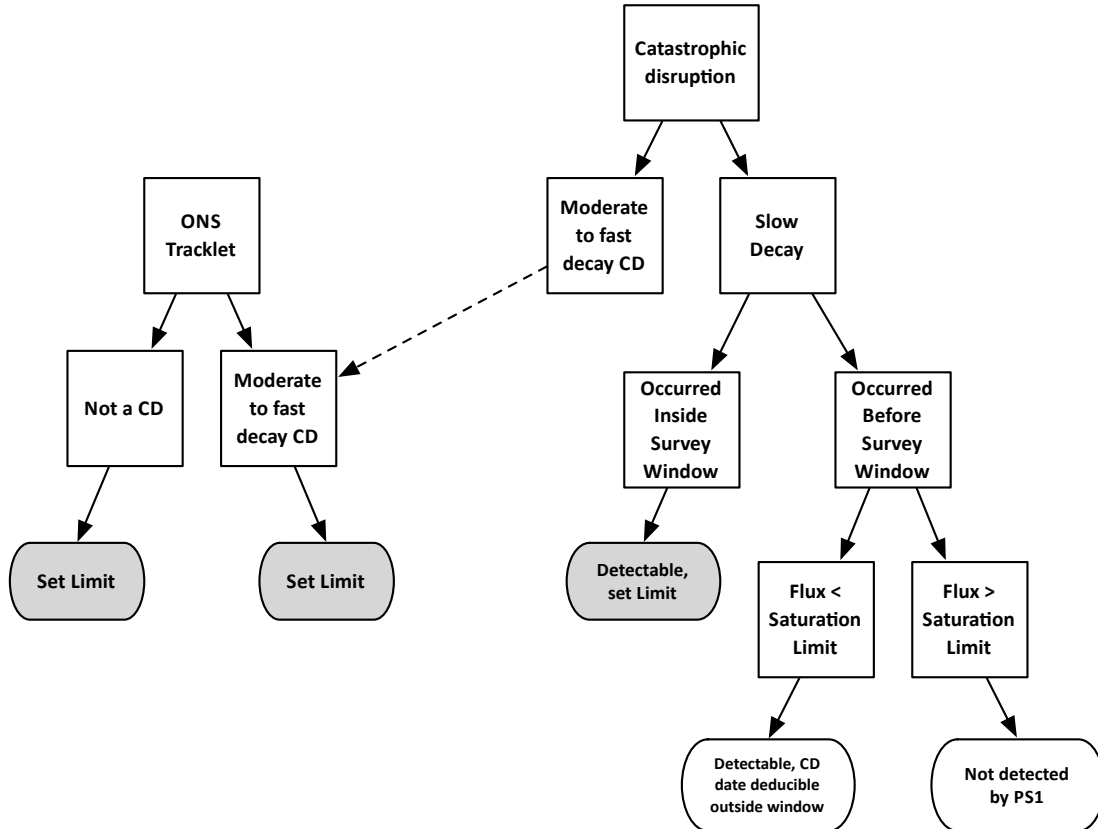 Catastrophic
disruption
ONS
Tracklet
Moderate
to fast
decay CD
Slow
Decay
Not a CD
Moderate
to fast
decay CD
Occurred
Inside
Survey
Window
Occurred
Before
Survey
Window
Set Limit
Set Limit
Detectable,
set Limit
Flux <
Saturation
Limit
Flux >
Saturation
Limit
Detectable, CD
date deducible
outside window
Not detected
by PS1